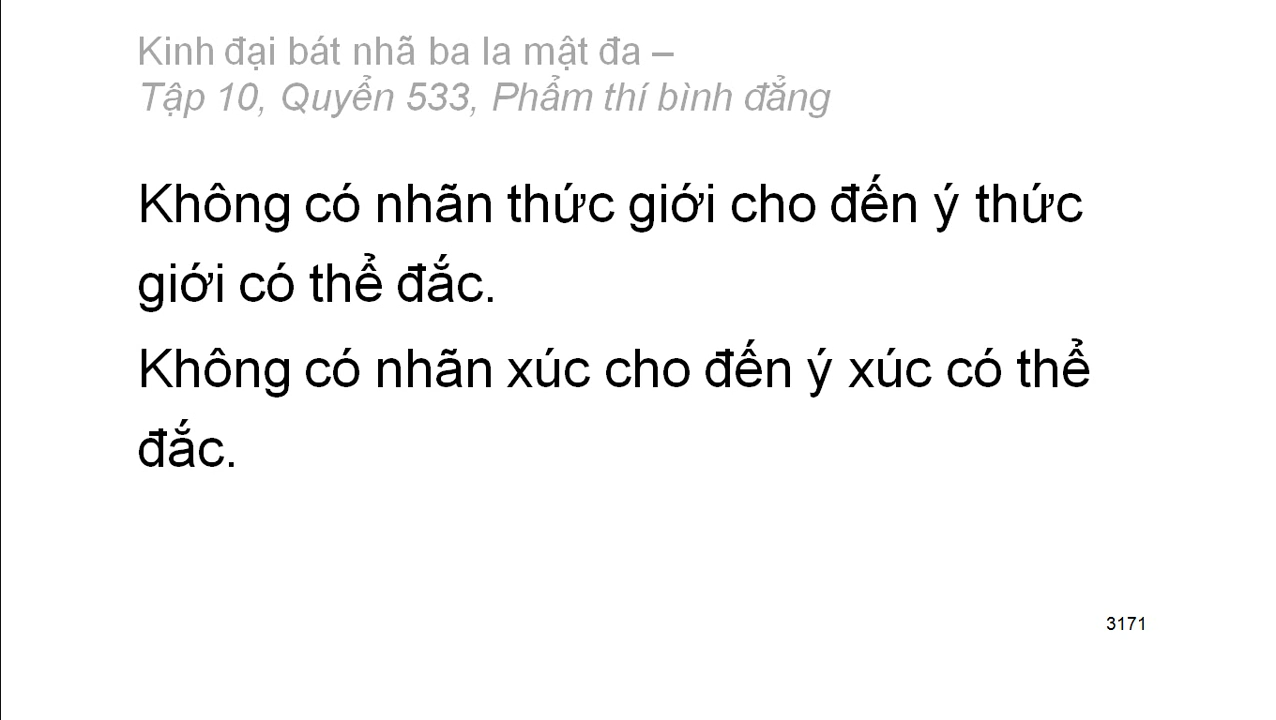 Kinh đại bát nhã ba la mật đa –
Tập 10, Quyển 533, Phẩm thí bình đẳng
Không có nhãn thức giới cho đến ý thức
giới có thể đắc.
Không có nhãn xúc cho đến ý xúc có thể
đắc.
3171